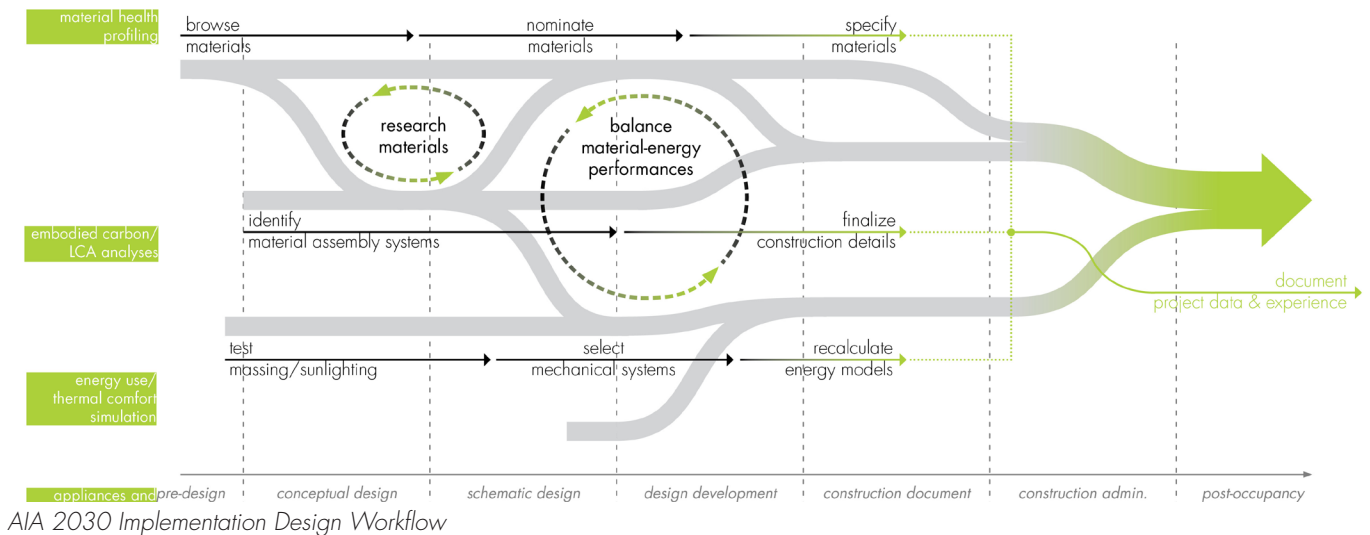 material health
profiling
browse
materials
nominate
materials
specify
materials
research
materials
balance
material-energy
performances
embodied carbon/
LCA analyses
identify
material assembly systems
finalize
construction details
document
project data & experience
test
massing/sunlighting
select
mechanical systems
recalculate
energy models
energy use/
thermal comfort
simulation
appliances and
pre-design
conceptual design
schematic design
design development
construction document
construction admin.
post-occupancy
AIA 2030 Implementation Design Workflow